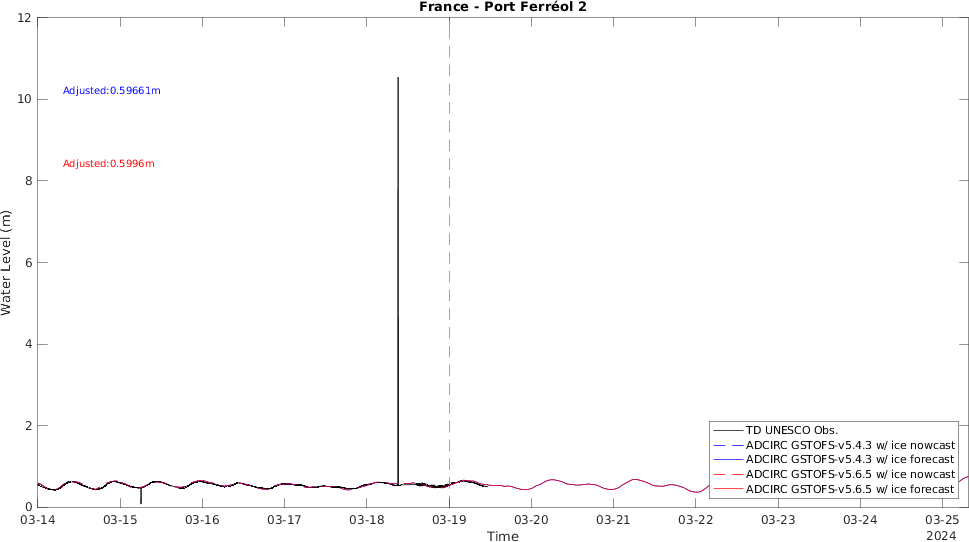 France - Port Ferréol 2
12
10
8
6
4
2
0
Water Level (m)
Adjusted:0.59661m
Adjusted:0.5996m
TD UNESCO Obs.
ADCIRC GSTOFS-v5.4.3 w/ ice nowcast
ADCIRC GSTOFS-v5.4.3 w/ ice forecast
ADCIRC GSTOFS-v5.6.5 w/ ice nowcast
ADCIRC GSTOFS-v5.6.5 w/ ice forecast
03-14 03-15 03-16 03-17 03-18 03-19 03-20 03-21 03-22 03-23 03-24 03-25
2024
Time